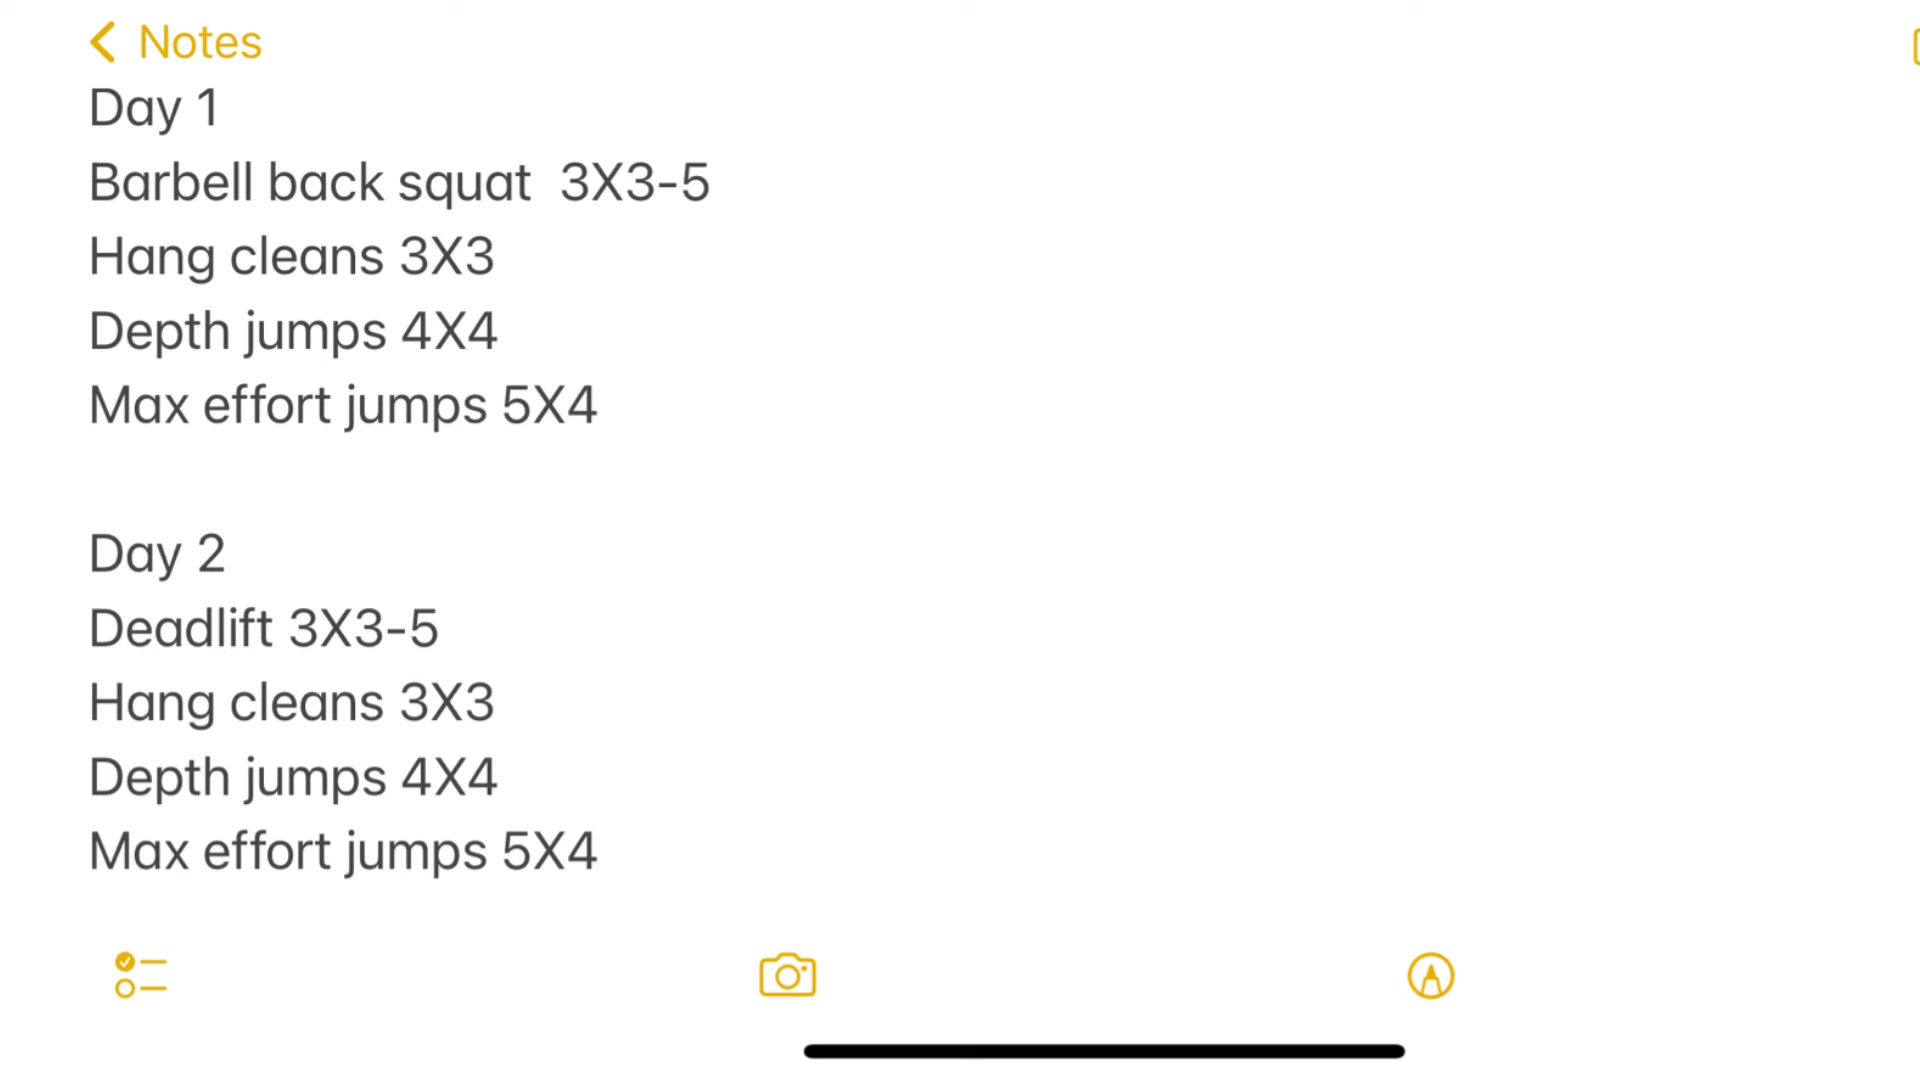 Notes
Day 1
Barbell back squat  3X3-5
Hang cleans 3X3
Depth jumps 4X4
Max effort jumps 5X4
Day 2
Deadlift 3X3-5
Hang cleans 3X3
Depth jumps 4X4
Max effort jumps 5X4